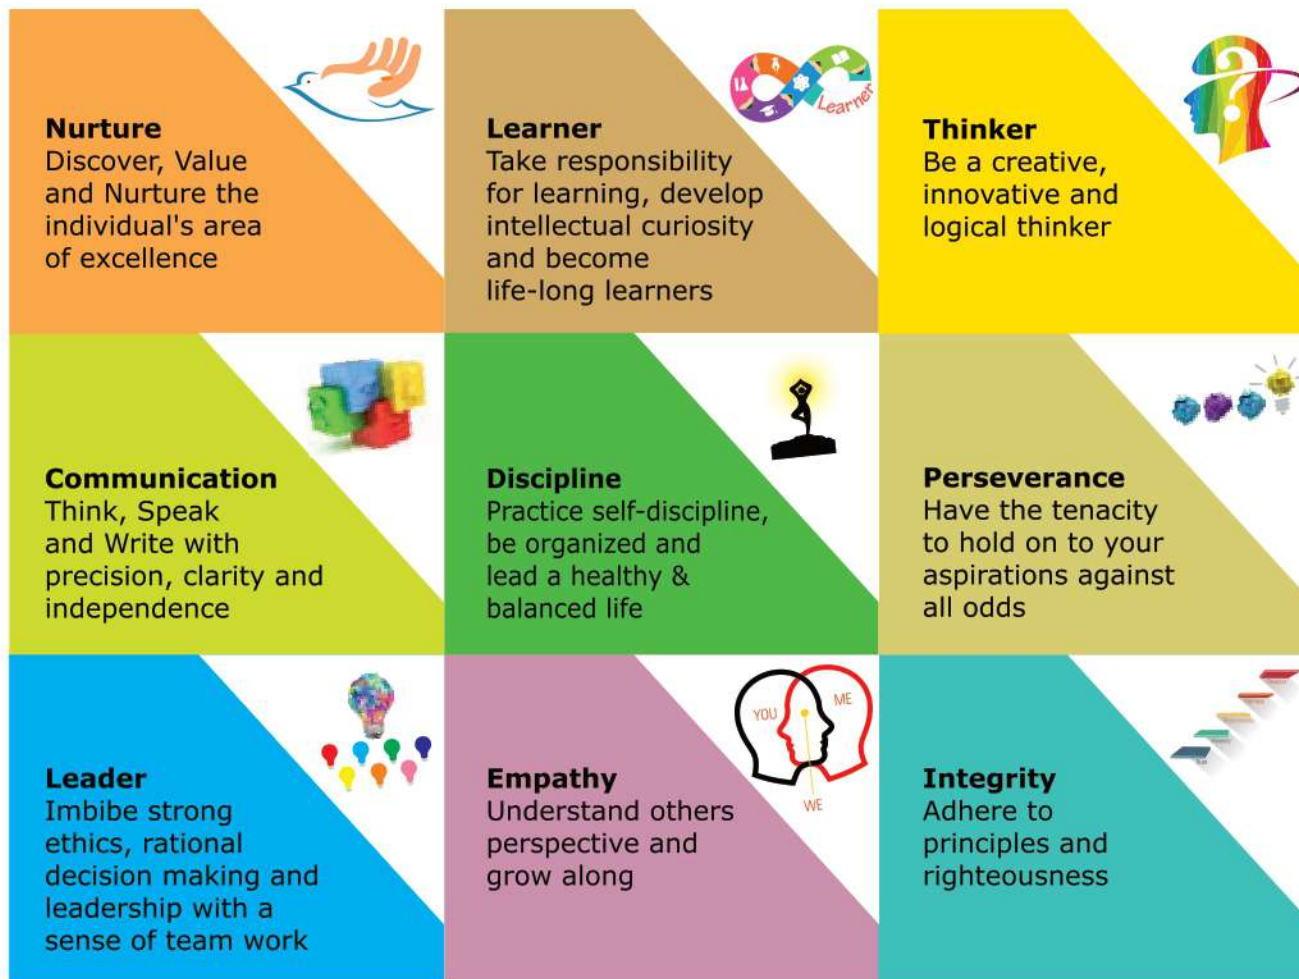 Nurture
Discover, Value
and Nurture the
individual's area
of excellence
Learner
Learner
Take responsibility
for learning, develop
intellectual curiosity
and become
life-long learners
Thinker
Be a creative,
innovative and
logical thinker
?
Communication
Think, Speak
and Write with
precision, clarity and
independence
Discipline
Practice self-discipline,
be organized and
lead a healthy &
balanced life
Perseverance
Have the tenacity
to hold on to your
aspirations against
all odds
Leader
Imbibe strong
ethics, rational
decision making and
leadership with a
sense of team work
YOU
ME
WE
Empathy
Understand others
perspective and
grow along
Integrity
Adhere to
principles and
righteousness